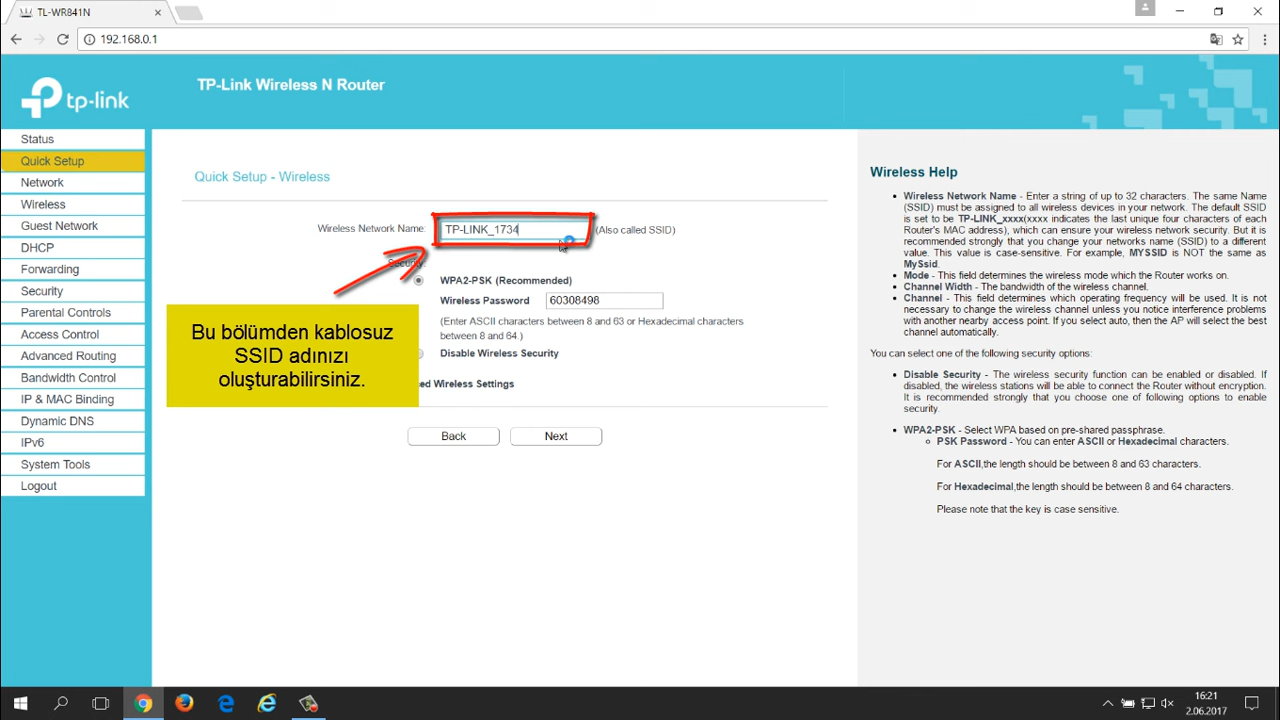 TL-WR841N
192.168.0.1
tp-link
TP-Link Wireless N Router
Status
Quick Setup
Network
Wireless
Guest Network
DHCP
Forwarding
Security
Parental Controls
Access Control
Advanced Routing
Bandwidth Control
IP & MAC Binding
Dynamic DNS
IPv6
System Tools
Logout
Quick Setup - Wireless
Wireless Network Name: TP-LINK_1734 (Also called SSID)
Security:
WPA2-PSK (Recommended)
Wireless Password 60308498
(Enter ASCII characters between 8 and 63 or Hexadecimal characters
between 8 and 64.)
Disable Wireless Security
Wireless Settings
Bu bölümden kablosuz
SSID adınızı
oluşturabilirsiniz.
Back Next
Wireless Help
Wireless Network Name - Enter a string of up to 32 characters. The same Name
(SSID) must be assigned to all wireless devices in your network. The default SSID
is set to be TP-LINK_xxxx(xxxx indicates the last unique four characters of each
Router's MAC address), which can ensure your wireless network security. But it is
recommended strongly that you change your networks name (SSID) to a different
value. This value is case-sensitive. For example, MYSSID is NOT the same as
MySsid.
Mode - This field determines the wireless mode which the Router works on.
Channel Width - The bandwidth of the wireless channel.
Channel - This field determines which operating frequency will be used. It is not
necessary to change the wireless channel unless you notice interference problems
with another nearby access point. If you select auto, then the AP will select the best
channel automatically.
You can select one of the following security options:
Disable Security - The wireless security function can be enabled or disabled. If
disabled, the wireless stations will be able to connect the Router without encryption.
It is recommended strongly that you choose one of following options to enable
security.
WPA2-PSK - Select WPA based on pre-shared passphrase.
PSK Password - You can enter ASCII or Hexadecimal characters.
For ASCII,the length should be between 8 and 63 characters.
For Hexadecimal,the length should be between 8 and 64 characters.
Please note that the key is case sensitive.
16:21
2.06.2017